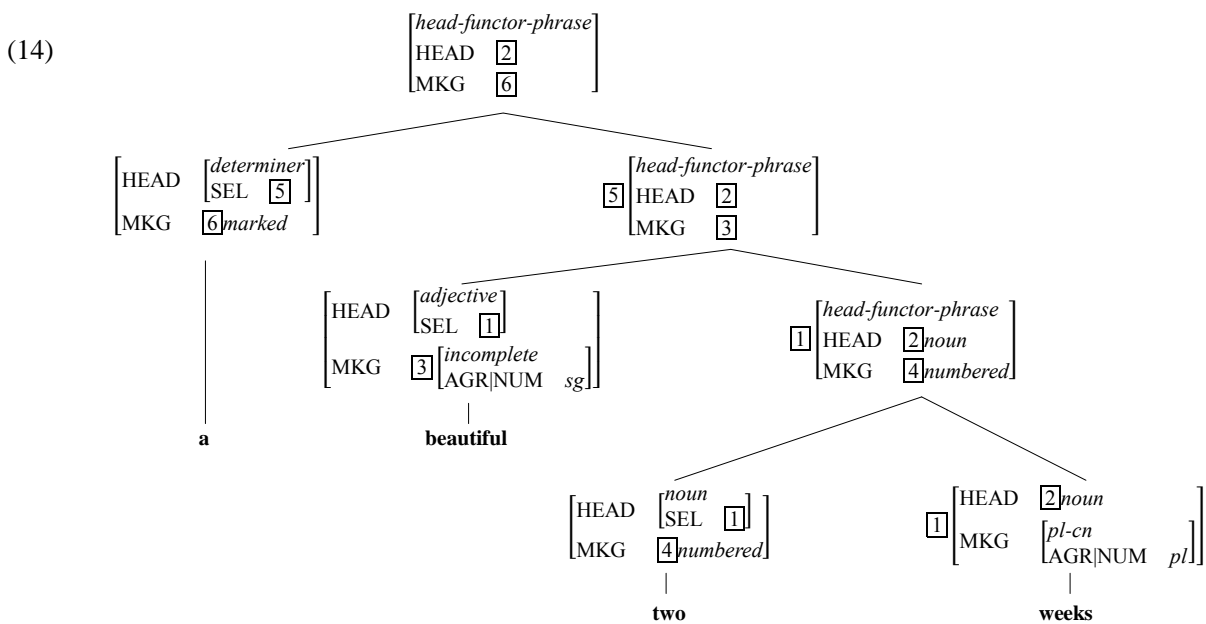 (14)
head-functor-phrase
HEAD 2
MKG 6
HEAD determiner
SEL 5
MKG 6 marked
5 head-functor-phrase
HEAD 2
MKG 3
HEAD adjective
SEL 1
MKG 3 incomplete
AGR|NUM sg
1 head-functor-phrase
HEAD 2 noun
MKG 4 numbered
a
beautiful
HEAD noun
SEL 1
MKG 4 numbered
1 HEAD 2 noun
MKG pl-cn
AGR|NUM pl
two
weeks